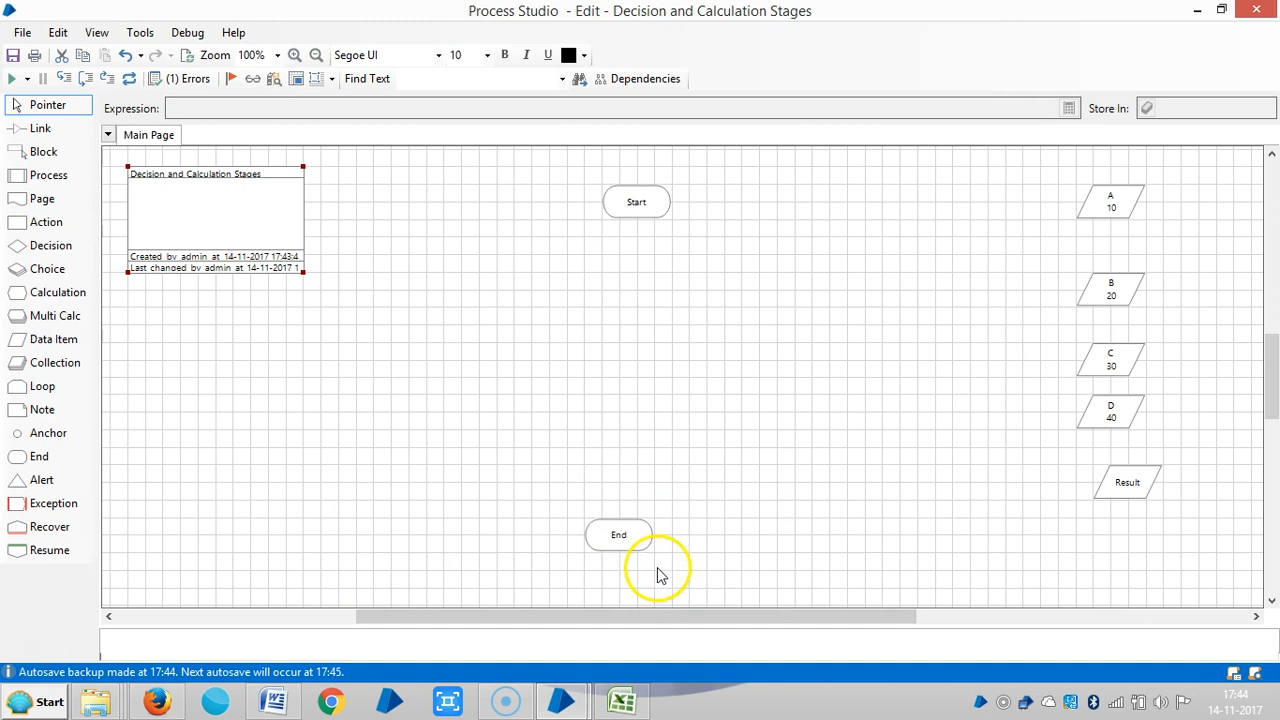 Process Studio - Edit - Decision and Calculation Stages
File Edit View Tools Debug Help
Zoom 100% Segoe UI 10 B I U
(1) Errors Find Text Dependencies
Pointer
Link
Block
Process
Page
Action
Decision
Choice
Calculation
Multi Calc
Data Item
Collection
Loop
Note
Anchor
End
Alert
Exception
Recover
Resume
Expression: Store In:
Main Page
Decision and Calculation Stages
Created by admin at 14-11-2017 17:43:4
Last changed by admin at 14-11-2017 1
Start
End
A
10
B
20
C
30
D
40
Result
Autosave backup made at 17:44. Next autosave will occur at 17:45.
Start
17:44
14-11-2017